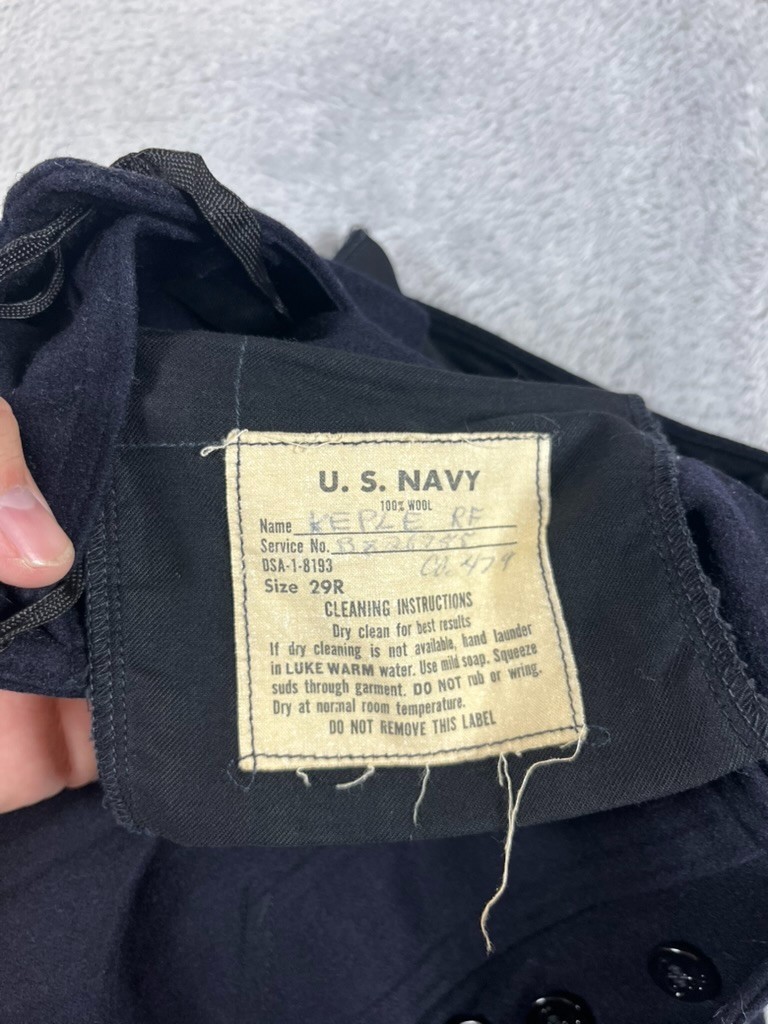 U. S. NAVY
100% WOOL
Name KEPLE RF
Service No.
DSA-1-8193 CO. 479
Size 29R
CLEANING INSTRUCTIONS
Dry clean for best results
If dry cleaning is not available, hand launder
in LUKE WARM water. Use mild soap. Squeeze
suds through garment. DO NOT rub or wring.
Dry at normal room temperature.
DO NOT REMOVE THIS LABEL